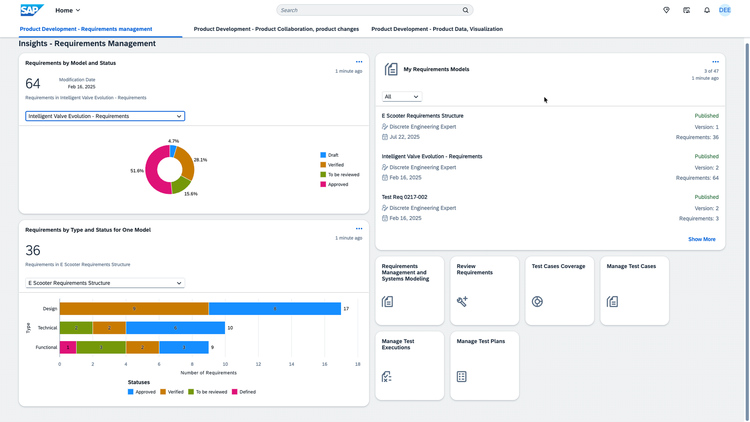 SAP
Home
Search
DEE
Product Development - Requirements management
Product Development - Product Collaboration, product changes
Product Development - Product Data, Visualization
Insights - Requirements Management
Requirements by Model and Status
1 minute ago
64
Modification Date
Feb 16, 2025
Requirements in Intelligent Valve Evolution - Requirements
Intelligent Valve Evolution - Requirements
4.7%
28.1%
51.6%
15.6%
Draft
Verified
To be reviewed
Approved
Requirements by Type and Status for One Model
1 minute ago
36
Requirements in E Scooter Requirements Structure
E Scooter Requirements Structure
Type
Design
17
Technical
10
Functional
9
0 2 4 6 8 10 12 14 16 18
Number of Requirements
Statuses
Approved Verified To be reviewed Defined
My Requirements Models
3 of 47
1 minute ago
All
E Scooter Requirements Structure
Published
Discrete Engineering Expert
Version: 1
Jul 22, 2025
Requirements: 36
Intelligent Valve Evolution - Requirements
Published
Discrete Engineering Expert
Version: 2
Feb 16, 2025
Requirements: 64
Test Req 0217-002
Published
Discrete Engineering Expert
Version: 2
Feb 16, 2025
Requirements: 3
Show More
Requirements
Management and
Systems Modeling
Review
Requirements
Test Cases Coverage
Manage Test Cases
Manage Test
Executions
Manage Test Plans